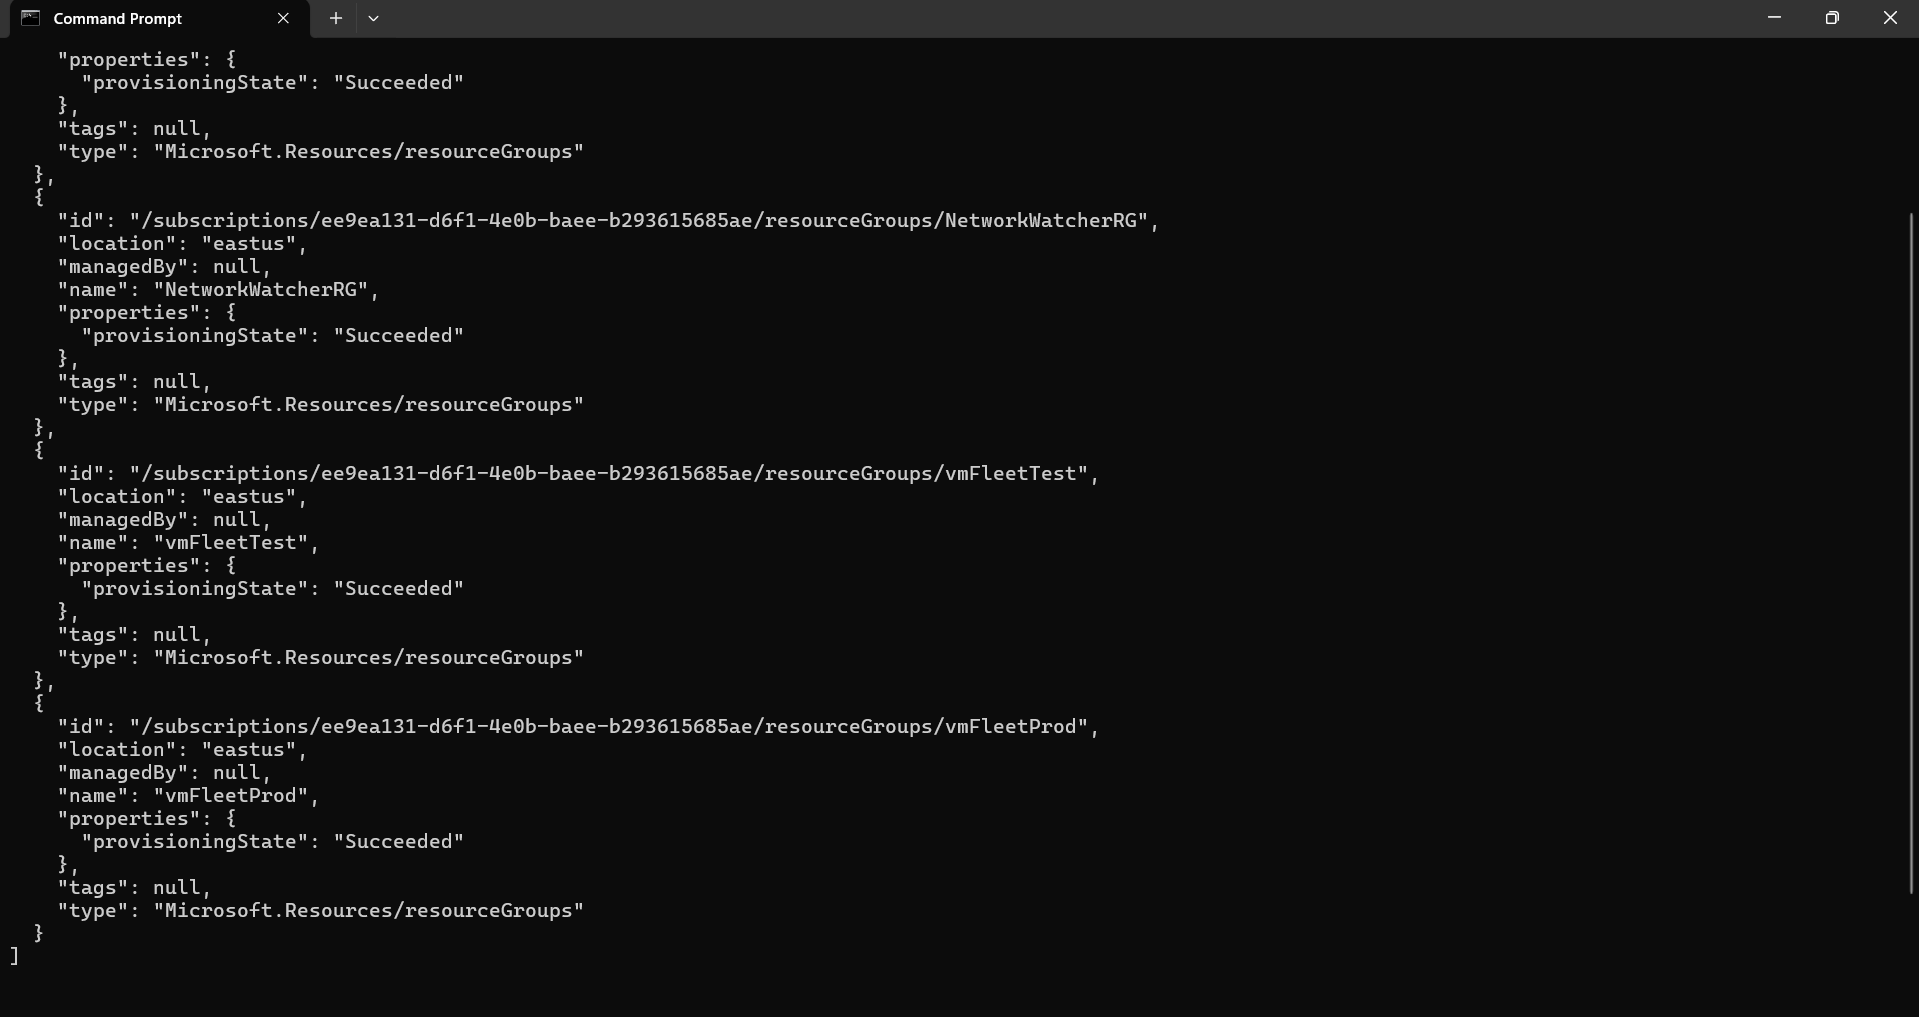 Command Prompt
    "properties": {
      "provisioningState": "Succeeded"
    },
    "tags": null,
    "type": "Microsoft.Resources/resourceGroups"
  },
  {
    "id": "/subscriptions/ee9ea131-d6f1-4e0b-baee-b293615685ae/resourceGroups/NetworkWatcherRG",
    "location": "eastus",
    "managedBy": null,
    "name": "NetworkWatcherRG",
    "properties": {
      "provisioningState": "Succeeded"
    },
    "tags": null,
    "type": "Microsoft.Resources/resourceGroups"
  },
  {
    "id": "/subscriptions/ee9ea131-d6f1-4e0b-baee-b293615685ae/resourceGroups/vmFleetTest",
    "location": "eastus",
    "managedBy": null,
    "name": "vmFleetTest",
    "properties": {
      "provisioningState": "Succeeded"
    },
    "tags": null,
    "type": "Microsoft.Resources/resourceGroups"
  },
  {
    "id": "/subscriptions/ee9ea131-d6f1-4e0b-baee-b293615685ae/resourceGroups/vmFleetProd",
    "location": "eastus",
    "managedBy": null,
    "name": "vmFleetProd",
    "properties": {
      "provisioningState": "Succeeded"
    },
    "tags": null,
    "type": "Microsoft.Resources/resourceGroups"
  }
]